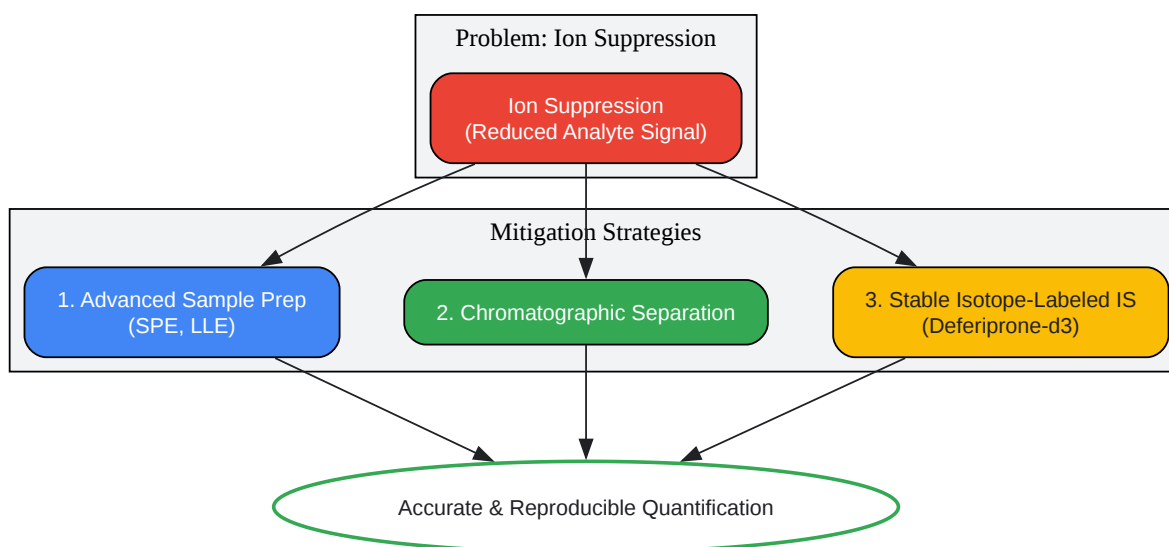 Problem: Ion Suppression
Ion Suppression
(Reduced Analyte Signal)
Mitigation Strategies
1. Advanced Sample Prep
(SPE, LLE)
2. Chromatographic Separation
3. Stable Isotope-Labeled IS
(Deferiprone-d3)
Accurate & Reproducible Quantification